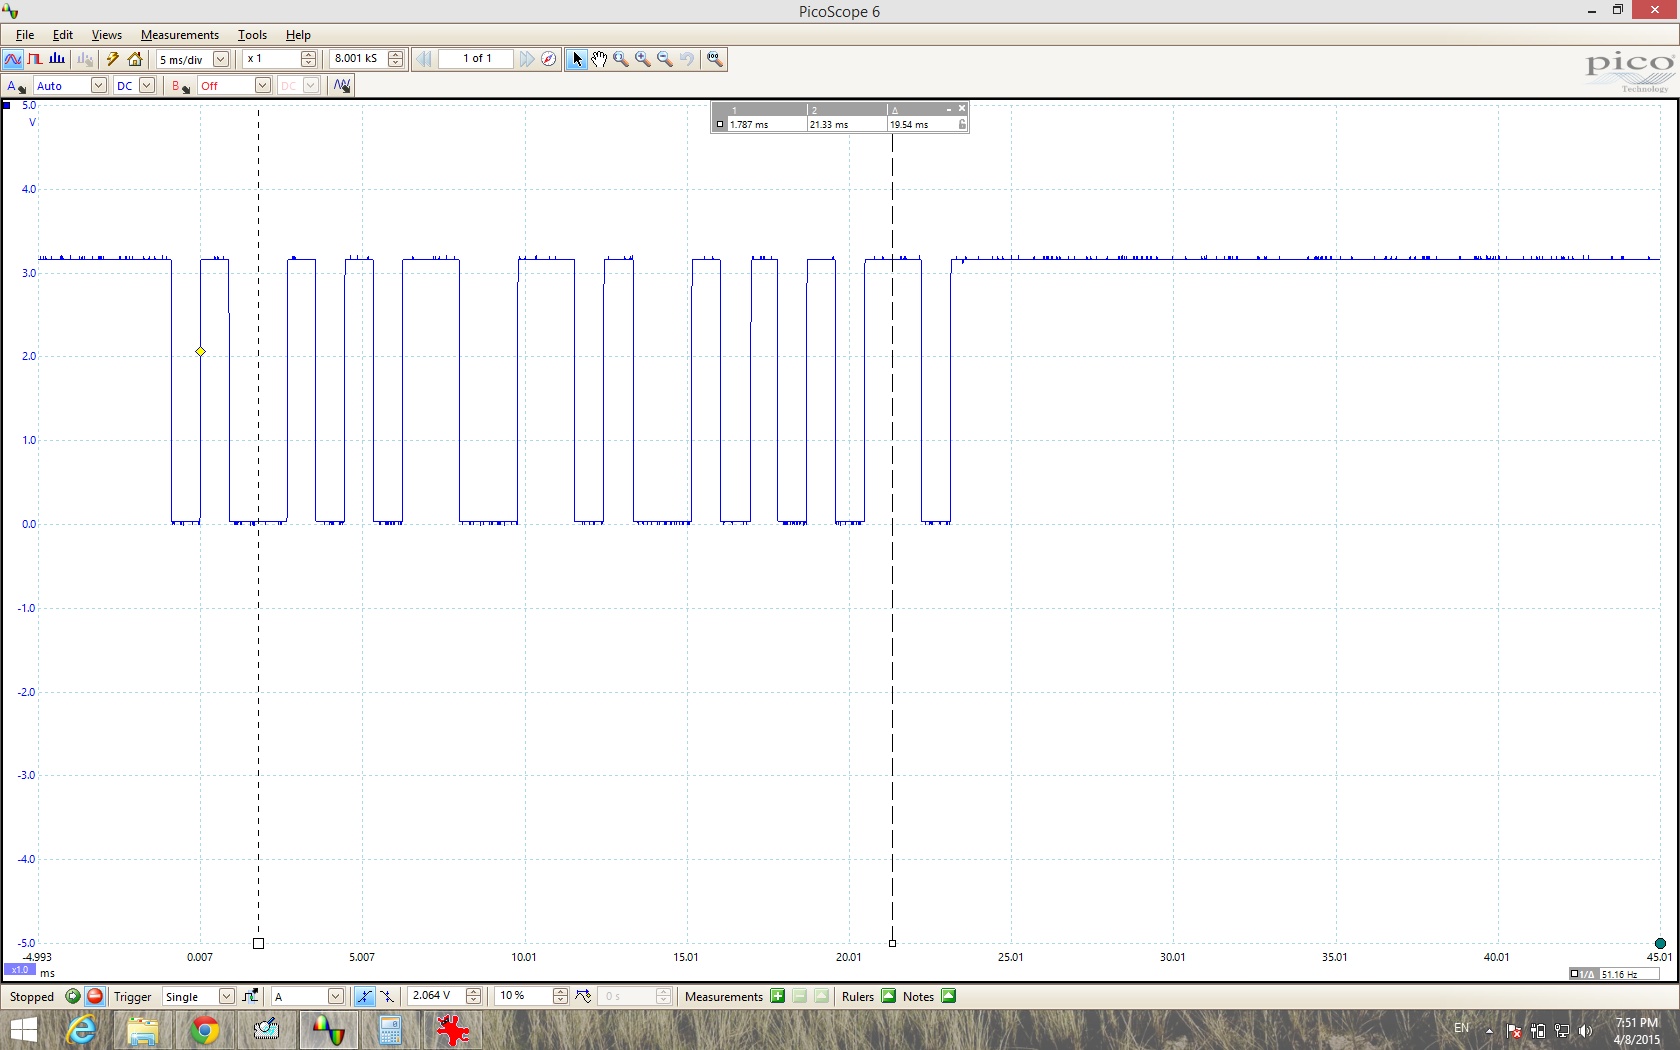 PicoScope 6
File Edit Views Measurements Tools Help
5 ms/div x 1 8.001 kS 1 of 1
pico
Technology
A Auto DC B Off DC
1 2 Δ
1.787 ms 21.33 ms 19.54 ms
5.0
V
4.0
3.0
2.0
1.0
0.0
-1.0
-2.0
-3.0
-4.0
-5.0
-4.993 0.007 5.007 10.01 15.01 20.01 25.01 30.01 35.01 40.01 45.01
x1.0 ms
1/Δ 51.16 Hz
Stopped Trigger Single A 2.064 V 10 % 0 s Measurements Rulers Notes
EN
7:51 PM
4/8/2015